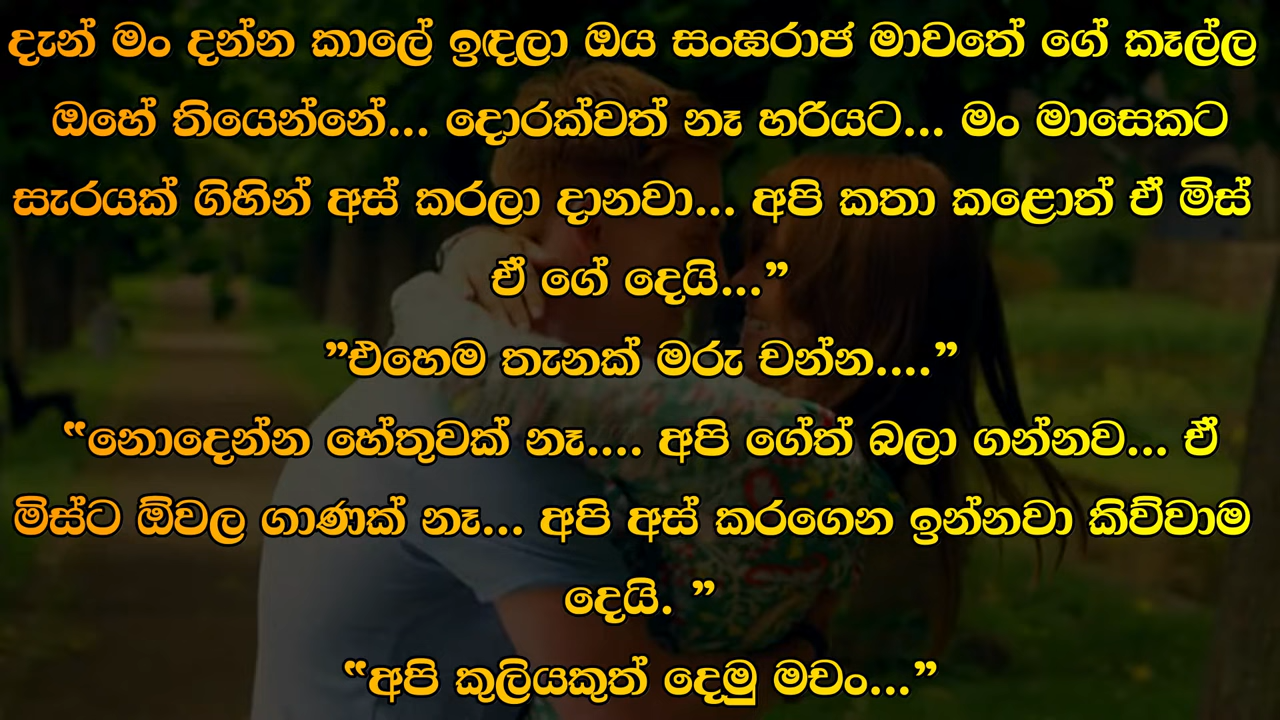 දැන් මං දන්න කාලේ ඉඳලා ඔය සංඝරාජ මාවතේ ගේ කෑල්ල
ඔහේ තියෙන්නේ... දොරක්වත් නෑ හරියට... මං මාසෙකට
සැරයක් ගිහින් අස් කරලා දානවා... අපි කතා කළොත් ඒ මිස්
ඒ ගේ දෙයි...”
”එහෙම තැනක් මරු චන්න....”
“නොදෙන්න හේතුවක් නෑ.... අපි ගේත් බලා ගන්නව... ඒ
මිස්ට ඕවල ගාණක් නෑ... අපි අස් කරගෙන ඉන්නවා කිව්වාම
දෙයි. ”
“අපි කුලියකුත් දෙමු මචං...”